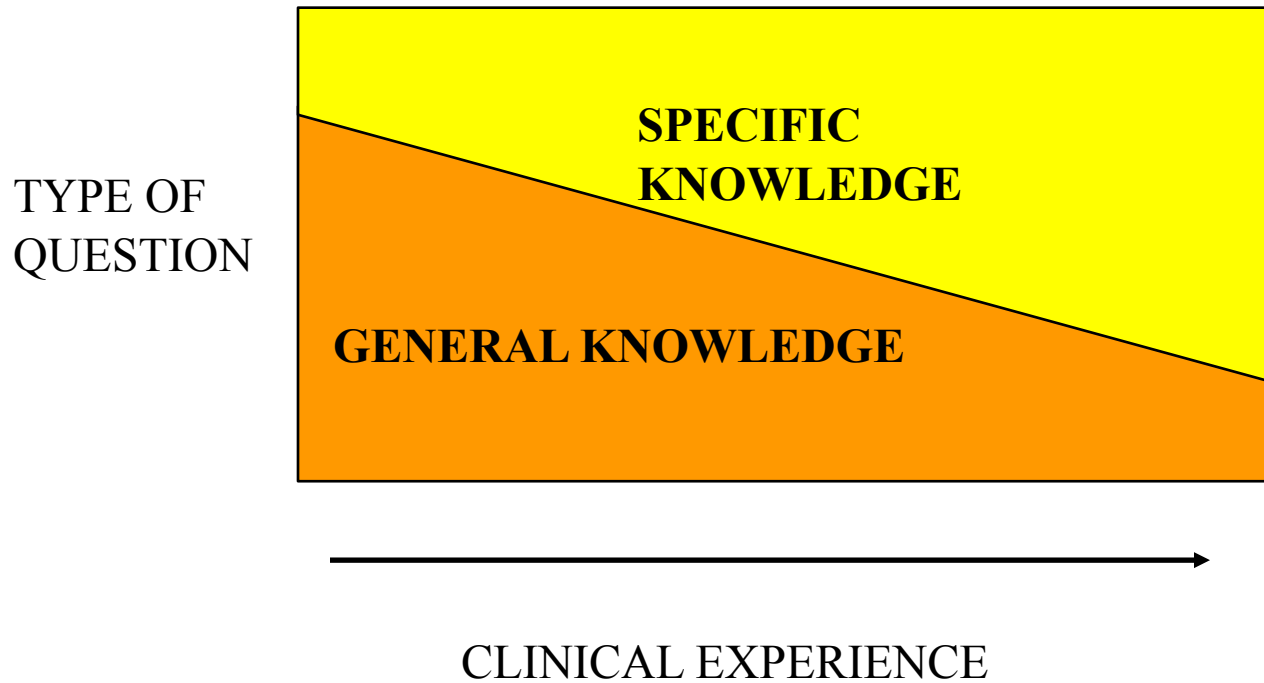 SPECIFIC
KNOWLEDGE
TYPE OF
QUESTION
GENERAL KNOWLEDGE
CLINICAL EXPERIENCE